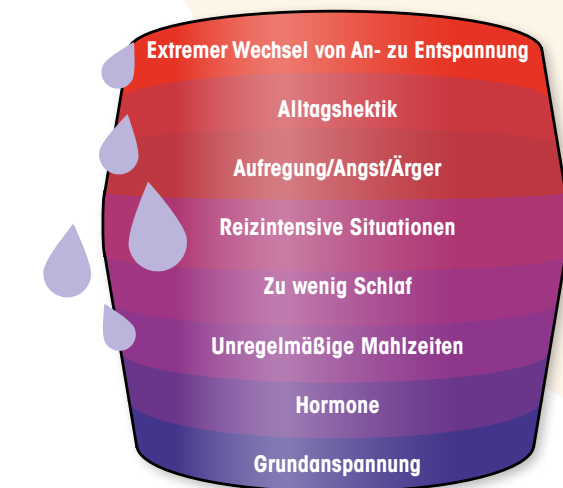 Extremer Wechsel von An- zu Entspannung
Alltagshektik
Aufregung/Angst/Ärger
Reizintensive Situationen
Zu wenig Schlaf
Unregelmäßige Mahlzeiten
Hormone
Grundanspannung